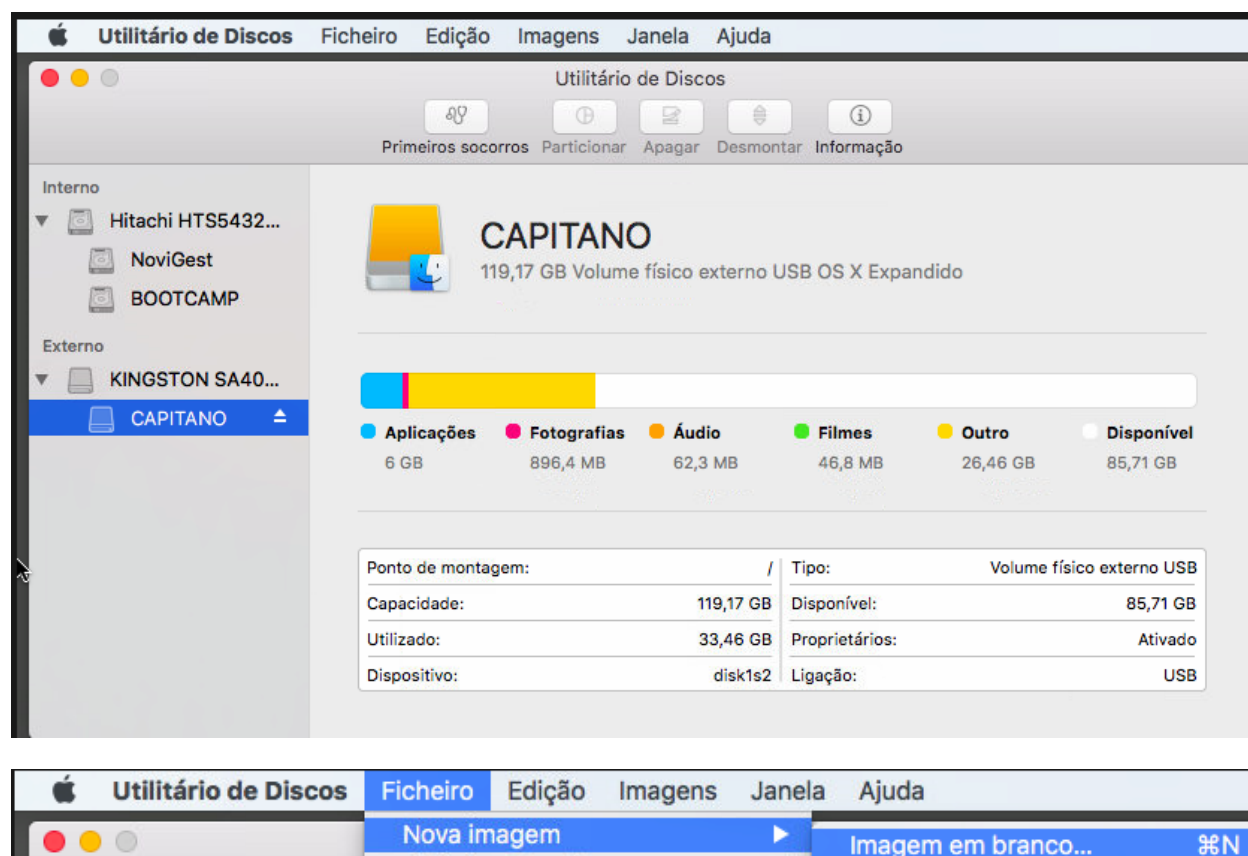 Utilitário de Discos Ficheiro Edição Imagens Janela Ajuda
Utilitário de Discos
Primeiros socorros Particionar Apagar Desmontar Informação
Interno
Hitachi HTS5432...
NoviGest
BOOTCAMP
Externo
KINGSTON SA40...
CAPITANO
CAPITANO
119,17 GB Volume físico externo USB OS X Expandido
Aplicações Fotografias Áudio Filmes Outro Disponível
6 GB 896,4 MB 62,3 MB 46,8 MB 26,46 GB 85,71 GB
Ponto de montagem: / Tipo: Volume físico externo USB
Capacidade: 119,17 GB Disponível: 85,71 GB
Utilizado: 33,46 GB Proprietários: Ativado
Dispositivo: disk1s2 Ligação: USB
Utilitário de Discos Ficheiro Edição Imagens Janela Ajuda
Nova imagem
Imagem em branco... ⌘N